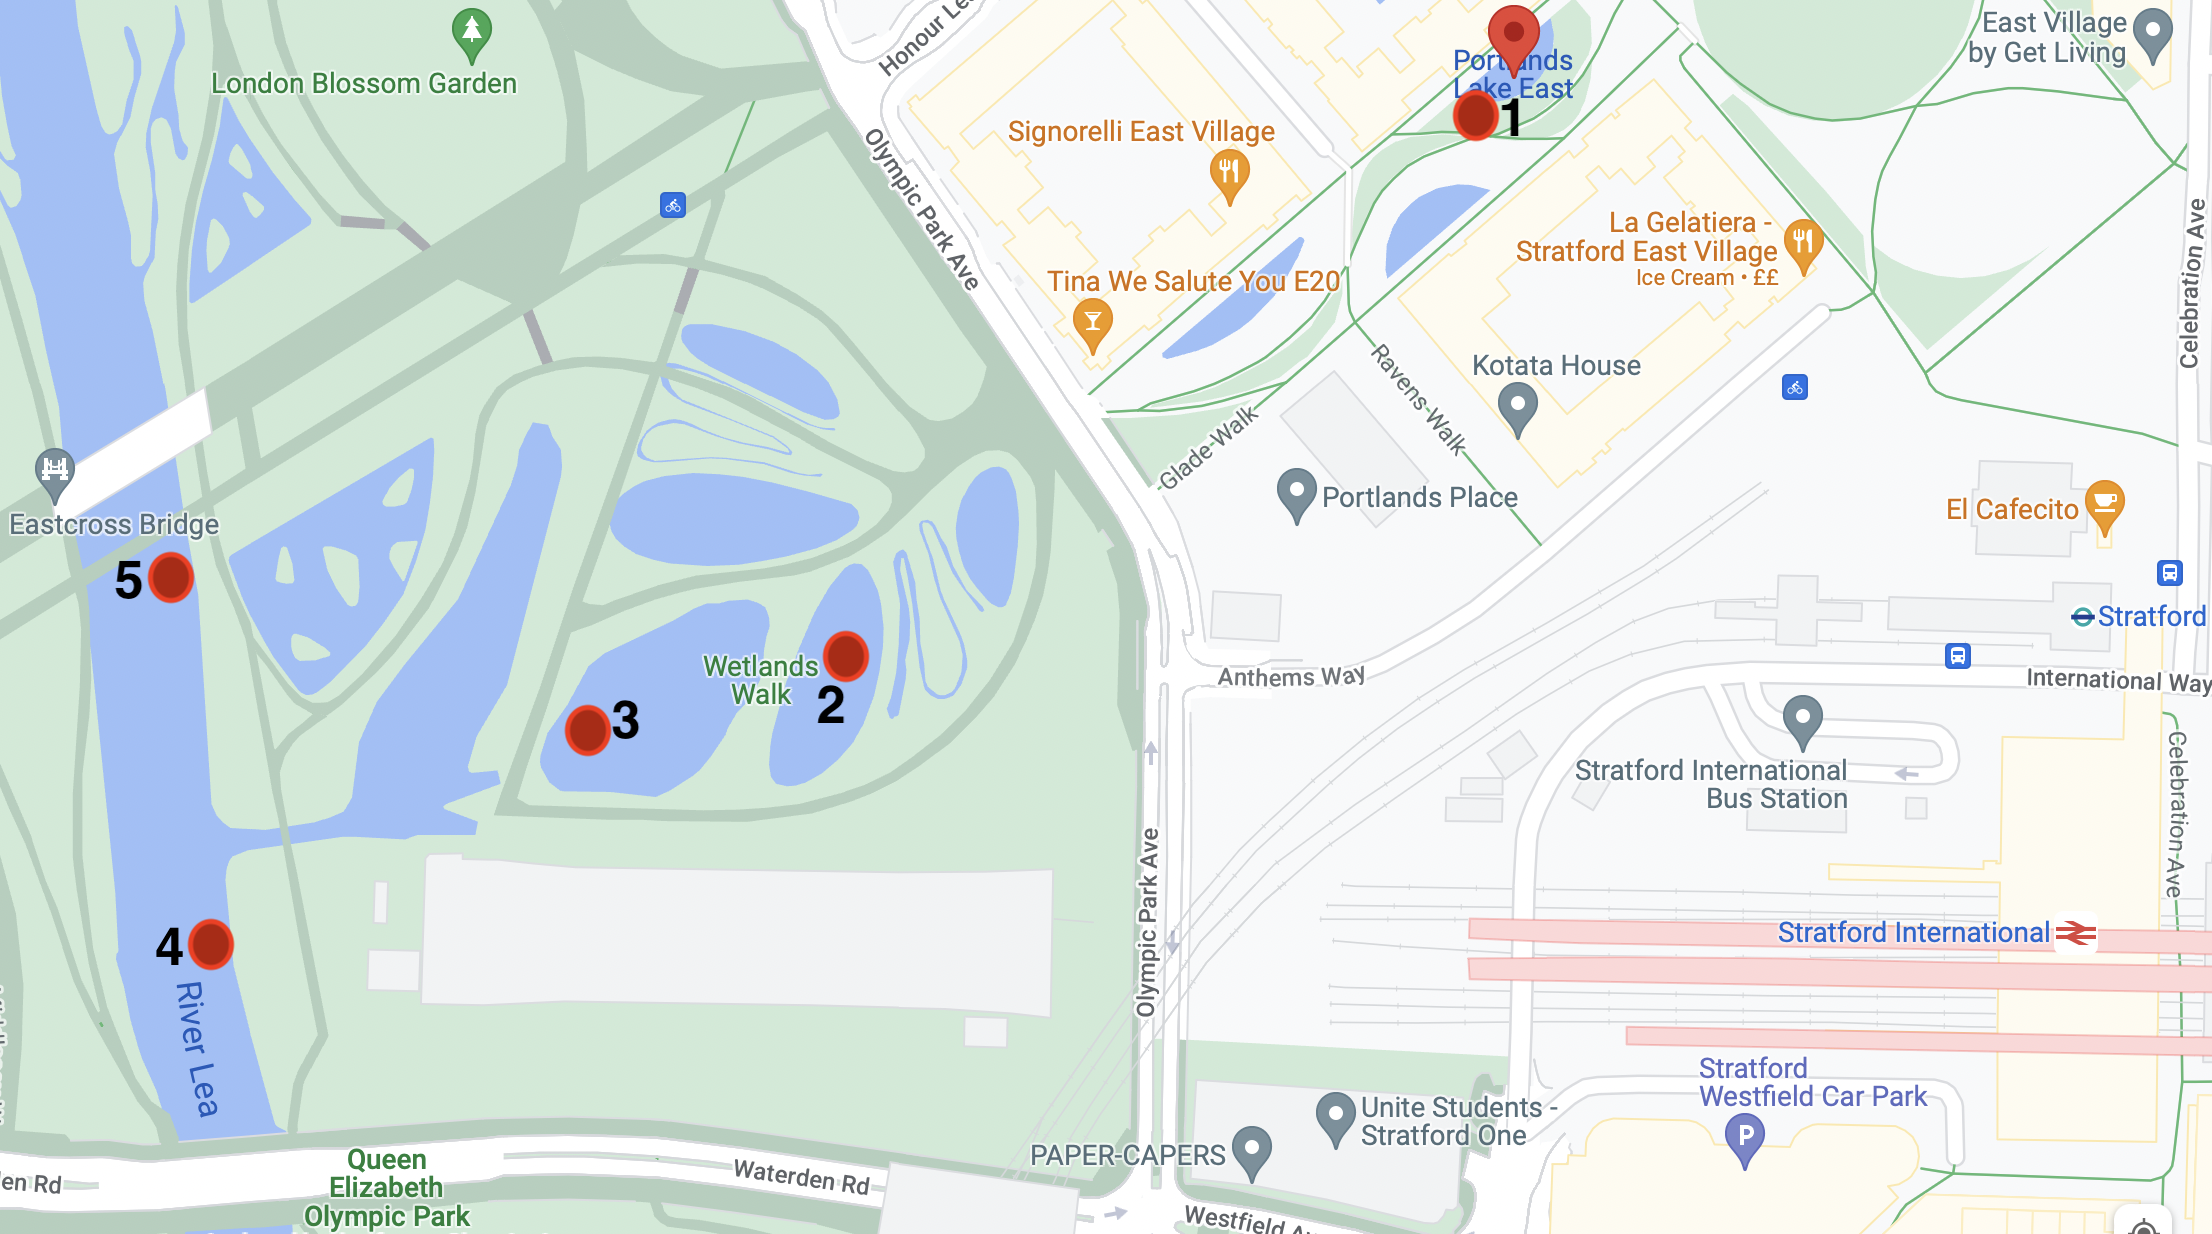 London Blossom Garden
Honour Lea
Portlands
Lake East
1
East Village
by Get Living
Signorelli East Village
Olympic Park Ave
La Gelatiera -
Stratford East Village
Ice Cream • ££
Celebration Ave
Tina We Salute You E20
Kotata House
Ravens Walk
Glade Walk
Portlands Place
Eastcross Bridge
El Cafecito
5
Stratford
Wetlands
Walk
2
3
Anthems Way
International Way
Stratford International
Bus Station
Celebration Ave
4
Olympic Park Ave
Stratford International
River Lea
Stratford
Westfield Car Park
P
Unite Students -
Stratford One
PAPER-CAPERS
Queen
Elizabeth
Olympic Park
en Rd
Waterden Rd
Westfield Av